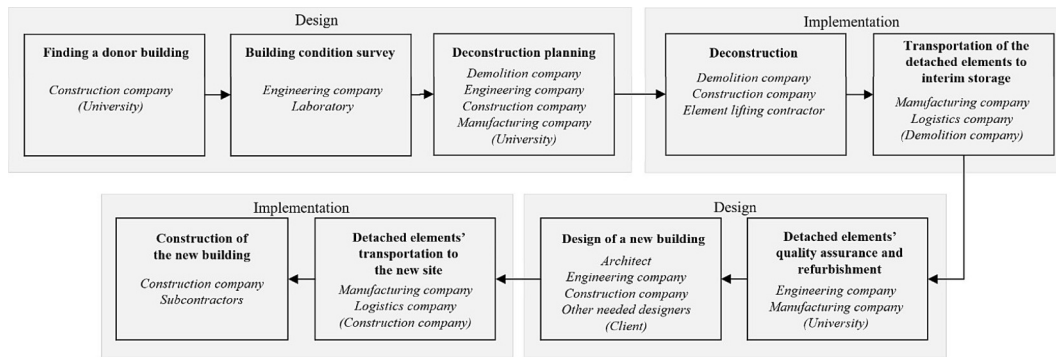 Design
Finding a donor building
Construction company
(University)
Building condition survey
Engineering company
Laboratory
Deconstruction planning
Demolition company
Engineering company
Construction company
Manufacturing company
(University)
Implementation
Deconstruction
Demolition company
Construction company
Element lifting contractor
Transportation of the
detached elements to
interim storage
Manufacturing company
Logistics company
(Demolition company)
Implementation
Construction of
the new building
Construction company
Subcontractors
Detached elements’
transportation to
the new site
Manufacturing company
Logistics company
(Construction company)
Design
Design of a new building
Architect
Engineering company
Construction company
Other needed designers
(Client)
Detached elements’
quality assurance and
refurbishment
Engineering company
Manufacturing company
(University)